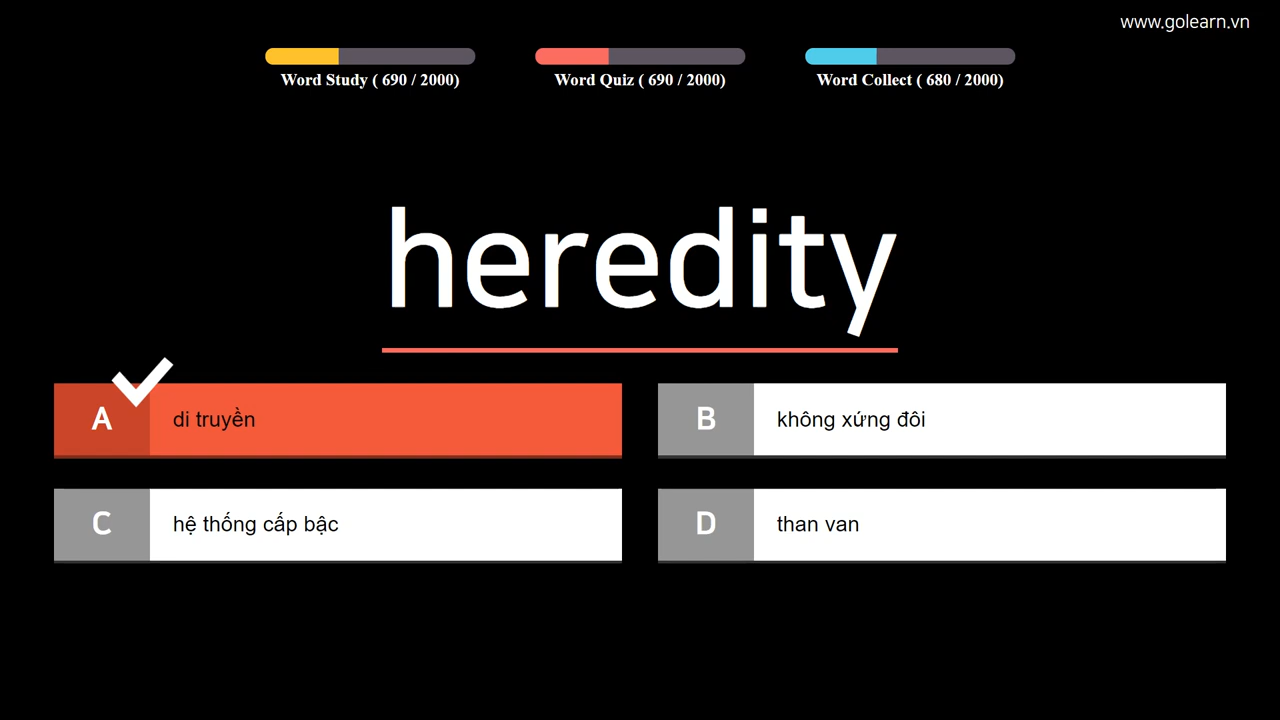 www.golearn.vn
Word Study ( 690 / 2000)
Word Quiz ( 690 / 2000)
Word Collect ( 680 / 2000)
heredity
A di truyền
B không xứng đôi
C hệ thống cấp bậc
D than van